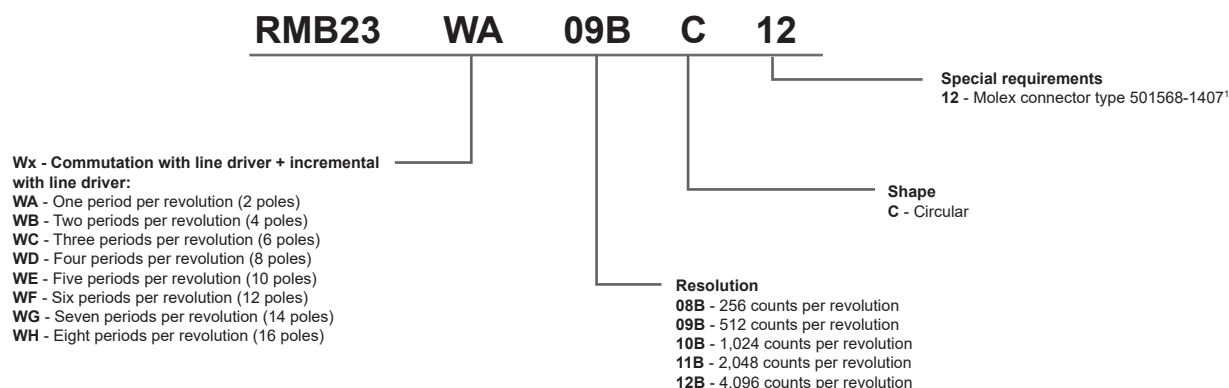 RMB23 WA 09B C 12
Special requirements
12 - Molex connector type 501568-1407¹
Wx - Commutation with line driver + incremental
with line driver:
WA - One period per revolution (2 poles)
WB - Two periods per revolution (4 poles)
WC - Three periods per revolution (6 poles)
WD - Four periods per revolution (8 poles)
WE - Five periods per revolution (10 poles)
WF - Six periods per revolution (12 poles)
WG - Seven periods per revolution (14 poles)
WH - Eight periods per revolution (16 poles)
Shape
C - Circular
Resolution
08B - 256 counts per revolution
09B - 512 counts per revolution
10B - 1,024 counts per revolution
11B - 2,048 counts per revolution
12B - 4,096 counts per revolution